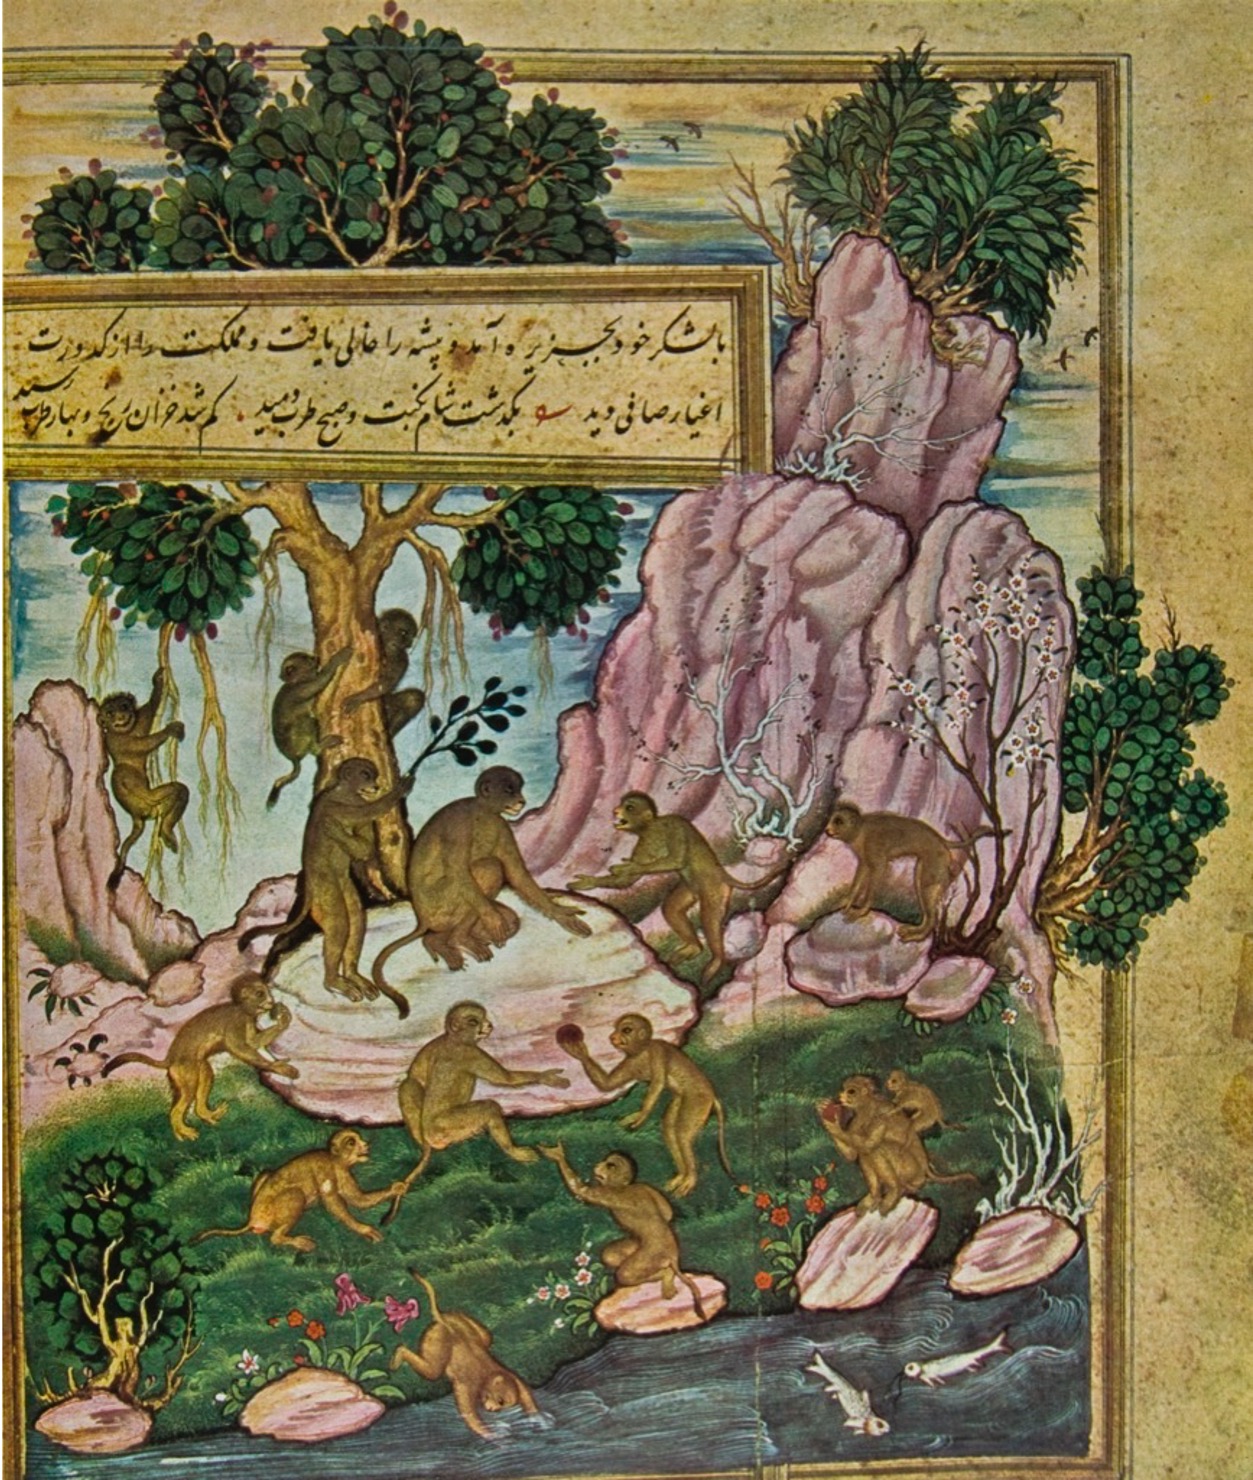 با لشکر خود بجزیره آمد و بیشه را خالی یافت و مملکت را از کدورت
اغیار صافی دید بگذشت شام نکبت و صبح طرب دمید کم شد خزان رنج و بهار طرب رسید